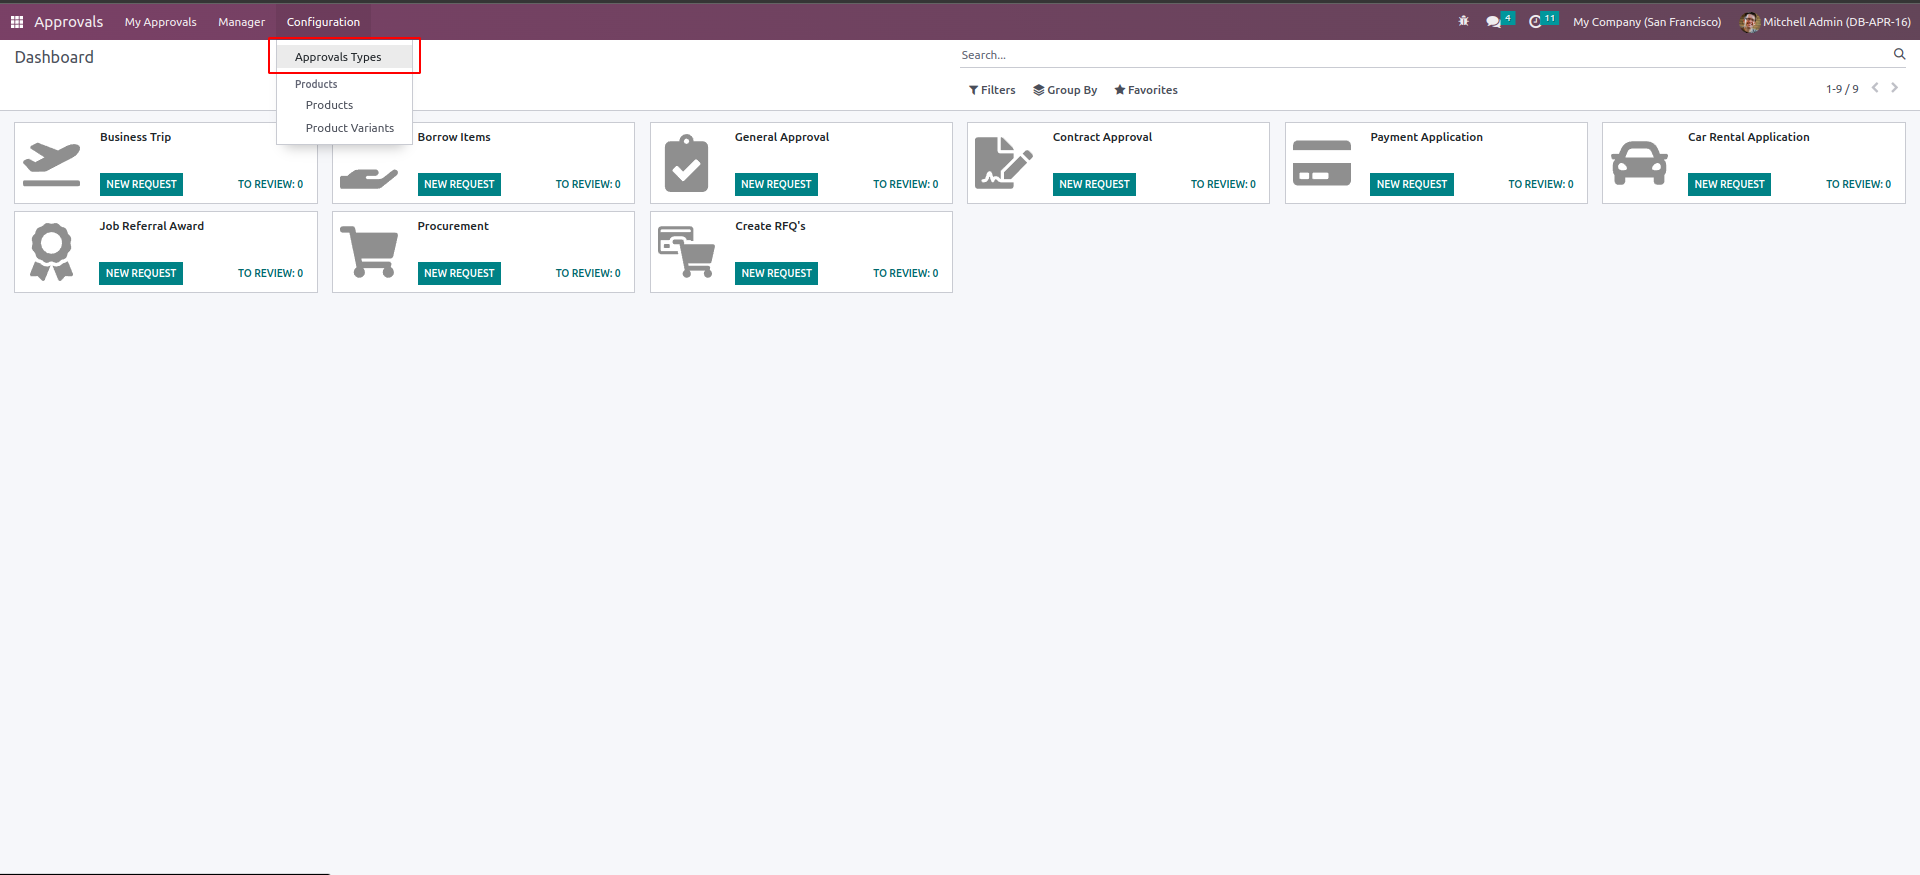 Approvals My Approvals Manager Configuration 4 11 My Company (San Francisco) Mitchell Admin (DB-APR-16)
Dashboard
Approvals Types
Products
Products
Product Variants
Search...
Filters Group By Favorites 1-9 / 9
Business Trip
NEW REQUEST TO REVIEW: 0
Borrow Items
NEW REQUEST TO REVIEW: 0
General Approval
NEW REQUEST TO REVIEW: 0
Contract Approval
NEW REQUEST TO REVIEW: 0
Payment Application
NEW REQUEST TO REVIEW: 0
Car Rental Application
NEW REQUEST TO REVIEW: 0
Job Referral Award
NEW REQUEST TO REVIEW: 0
Procurement
NEW REQUEST TO REVIEW: 0
Create RFQ's
NEW REQUEST TO REVIEW: 0